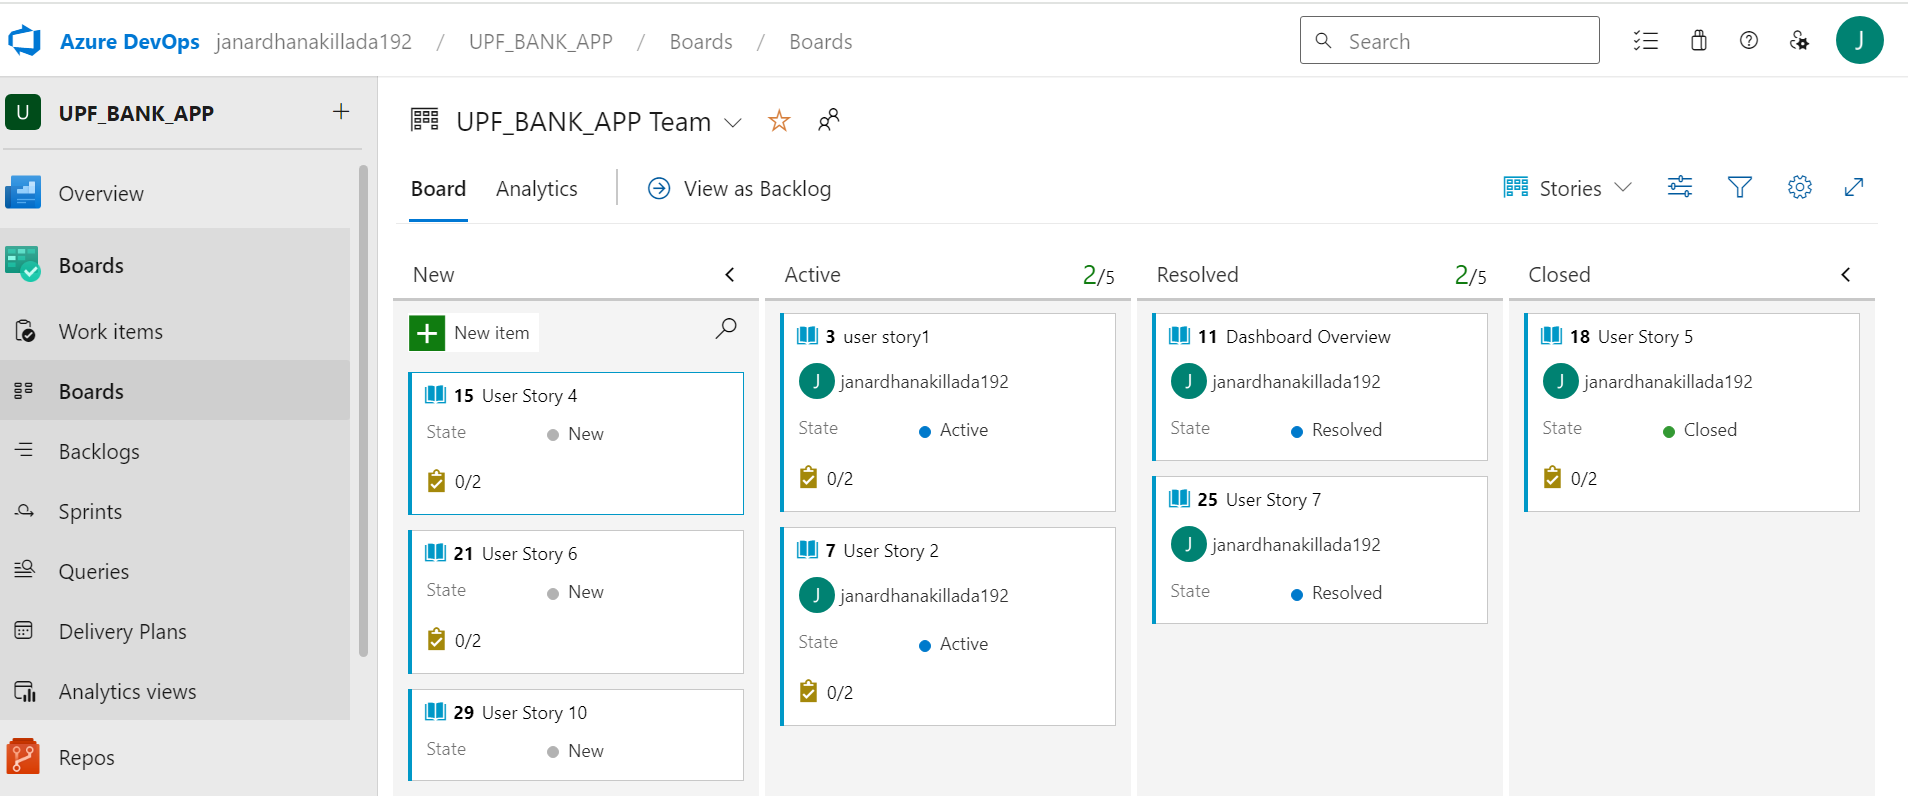 Azure DevOps janardhanakillada192 / UPF_BANK_APP / Boards / Boards
Search
J
U UPF_BANK_APP
Overview
Boards
Work items
Boards
Backlogs
Sprints
Queries
Delivery Plans
Analytics views
Repos
UPF_BANK_APP Team
Board Analytics View as Backlog
Stories
New
New item
15 User Story 4
State New
0/2
21 User Story 6
State New
0/2
29 User Story 10
State New
Active 2/5
3 user story1
J janardhanakillada192
State Active
0/2
7 User Story 2
J janardhanakillada192
State Active
0/2
Resolved 2/5
11 Dashboard Overview
J janardhanakillada192
State Resolved
25 User Story 7
J janardhanakillada192
State Resolved
Closed
18 User Story 5
J janardhanakillada192
State Closed
0/2